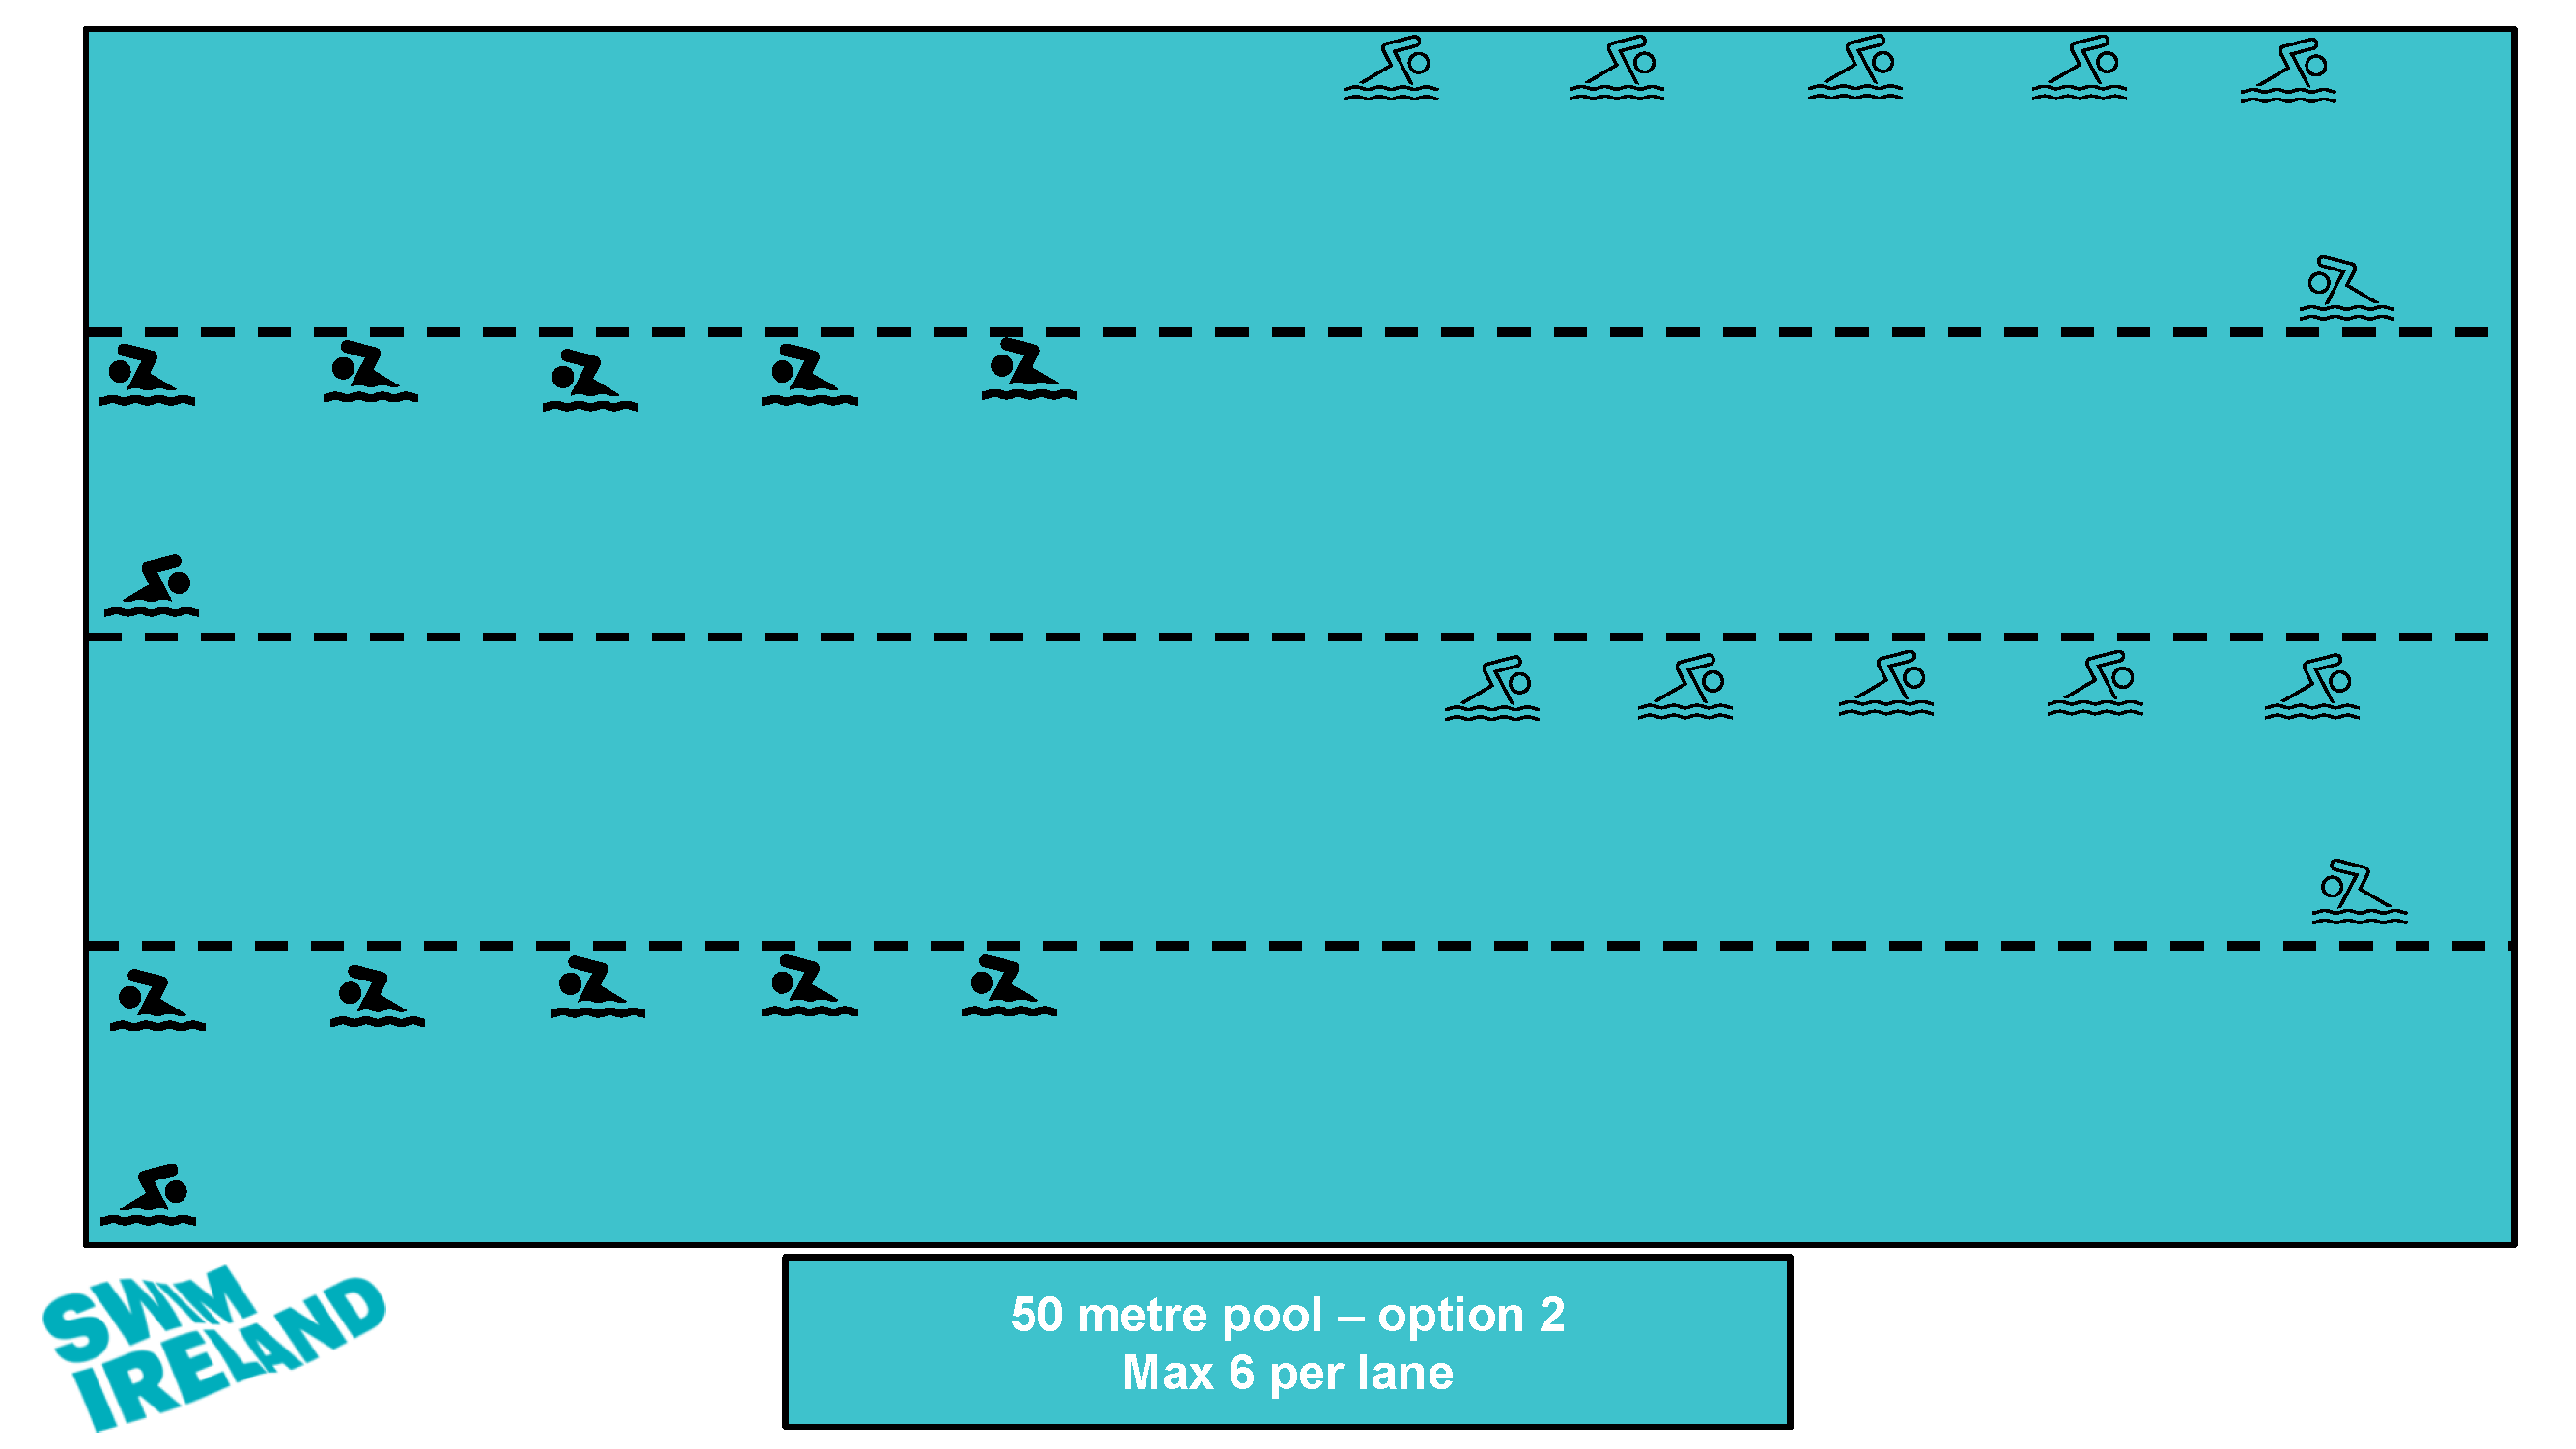 SWIM
IRELAND
50 metre pool – option 2
Max 6 per lane